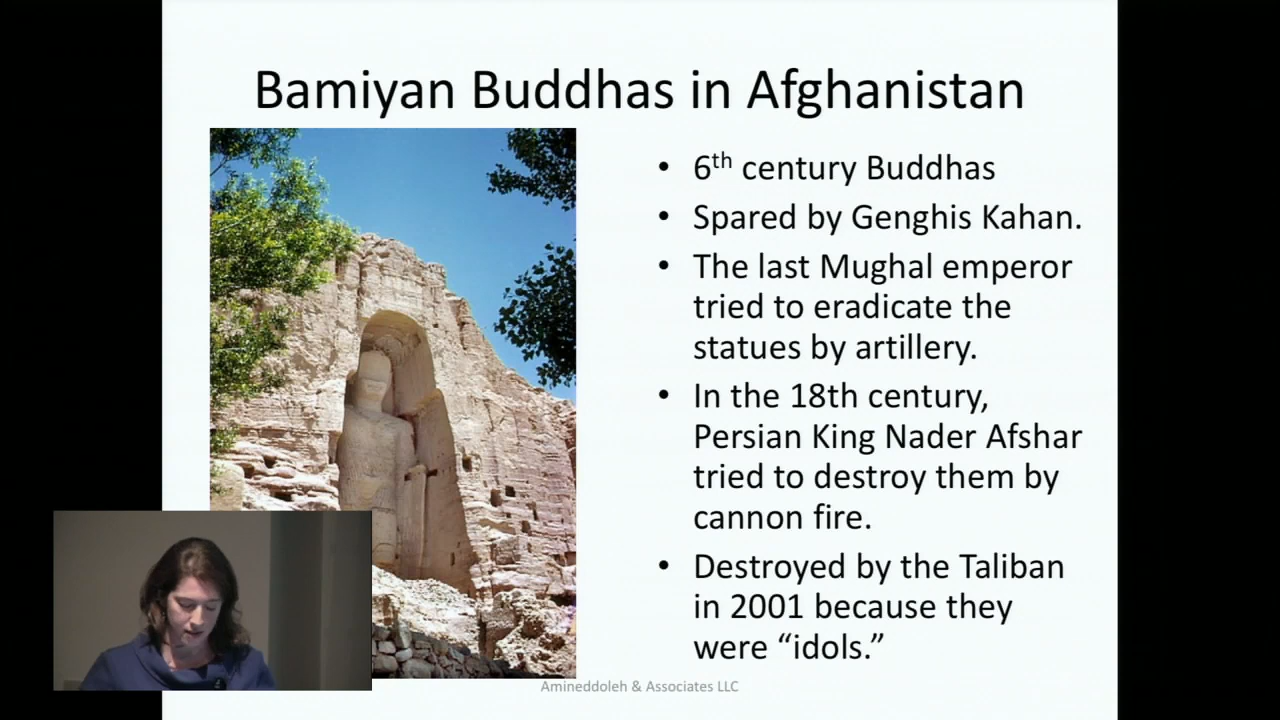 Bamiyan Buddhas in Afghanistan
• 6th century Buddhas
• Spared by Genghis Kahan.
• The last Mughal emperor
tried to eradicate the
statues by artillery.
• In the 18th century,
Persian King Nader Afshar
tried to destroy them by
cannon fire.
• Destroyed by the Taliban
in 2001 because they
were “idols.”
Amineddoleh & Associates LLC